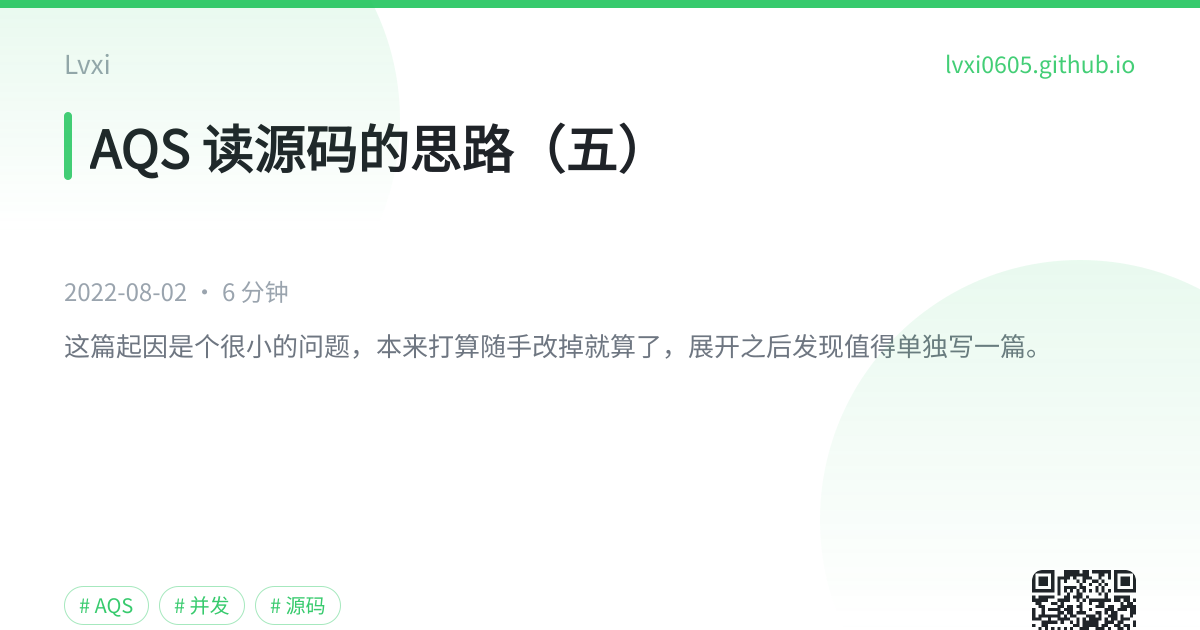 Lvxi
lvxi0605.github.io
AQS 读源码的思路（五）
2022-08-02 · 6 分钟
这篇起因是个很小的问题，本来打算随手改掉就算了，展开之后发现值得单独写一篇。
# AQS
# 并发
# 源码